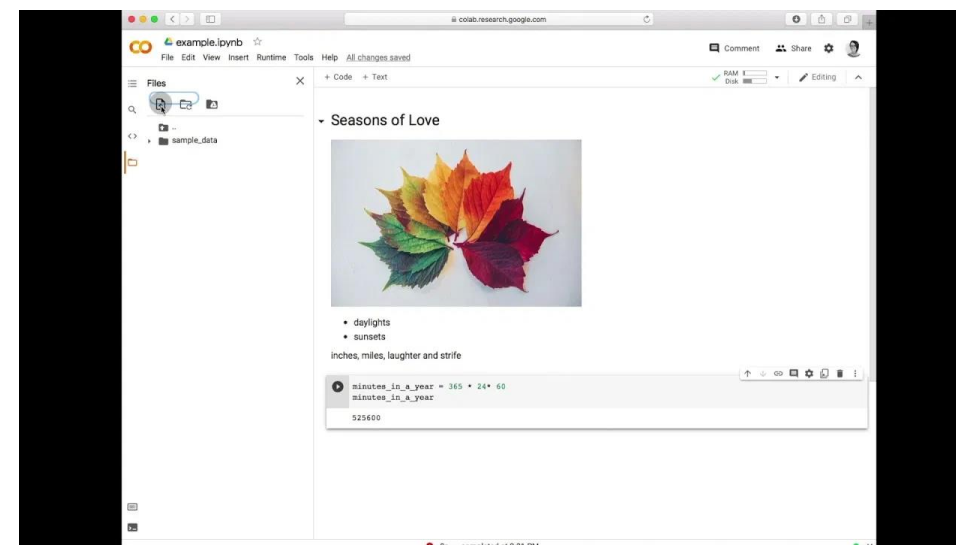 colab.research.google.com
example.ipynb
File Edit View Insert Runtime Tools Help All changes saved
Comment Share
Files
+ Code + Text
RAM
Disk
Editing
..
sample_data
Seasons of Love
daylights
sunsets
inches, miles, laughter and strife
minutes_in_a_year = 365 * 24* 60
minutes_in_a_year
525600